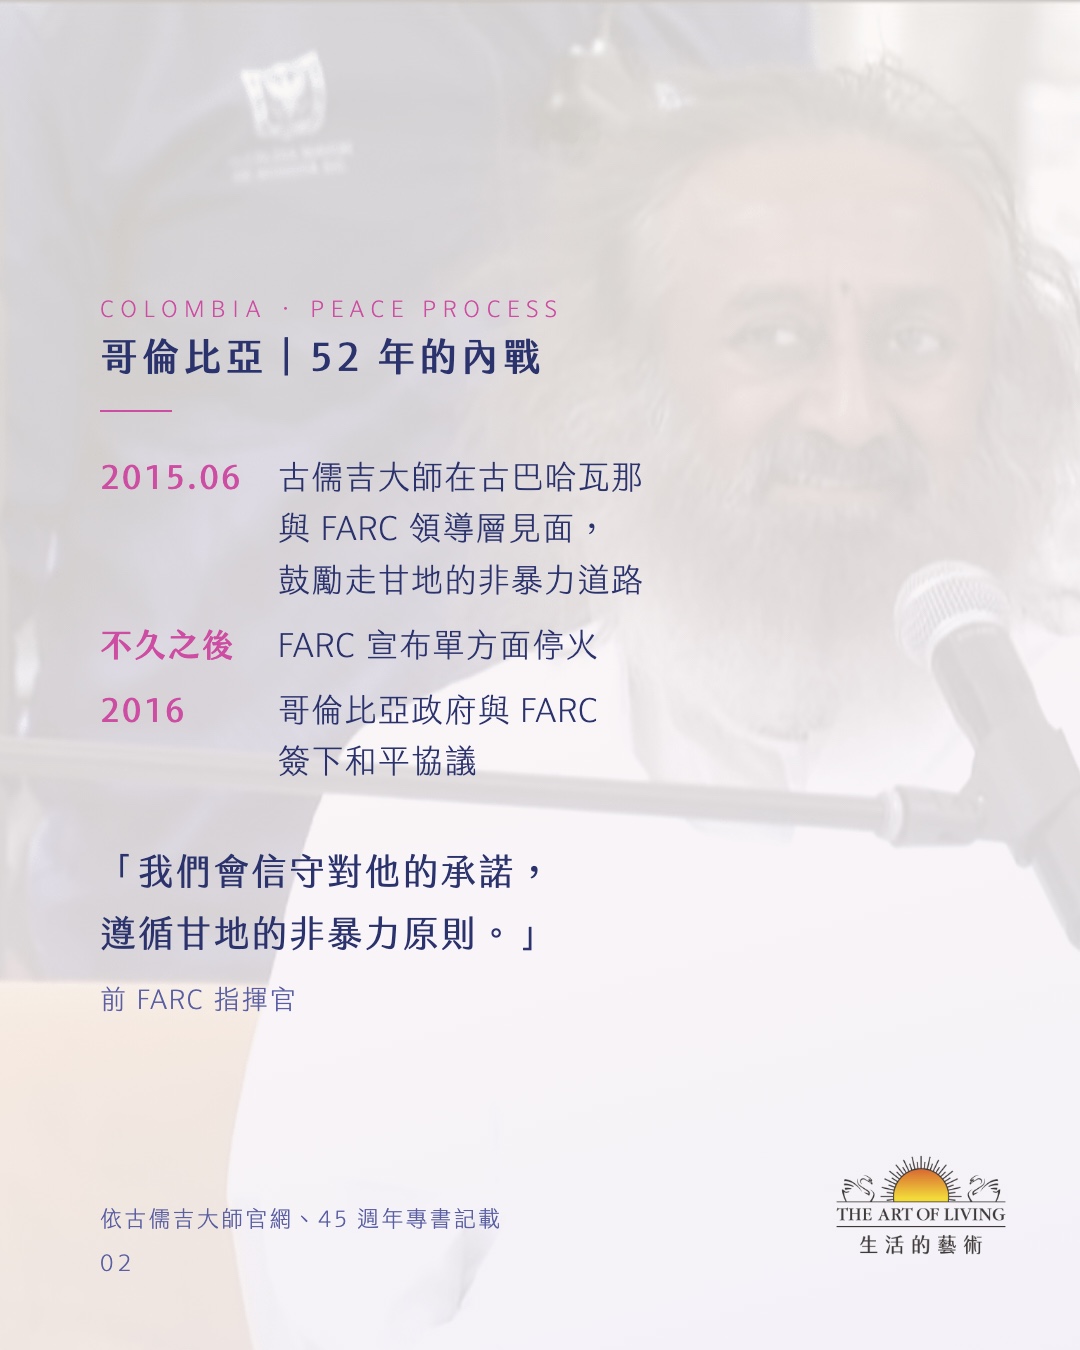 COLOMBIA · PEACE PROCESS
哥倫比亞｜52 年的內戰
2015.06 古儒吉大師在古巴哈瓦那
與 FARC 領導層見面，
鼓勵走甘地的非暴力道路
不久之後 FARC 宣布單方面停火
2016 哥倫比亞政府與 FARC
簽下和平協議
「我們會信守對他的承諾，
遵循甘地的非暴力原則。」
前 FARC 指揮官
依古儒吉大師官網、45 週年專書記載
02
THE ART OF LIVING
生活的藝術